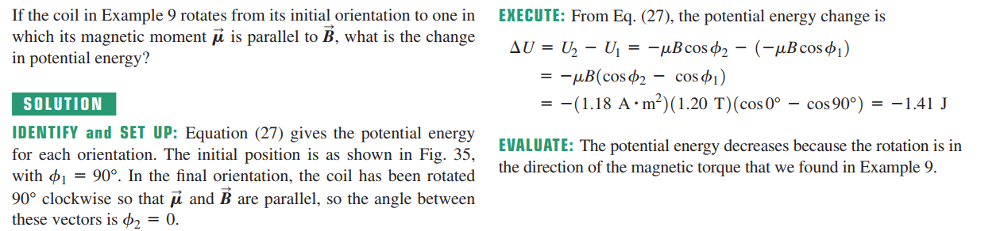 If the coil in Example 9 rotates from its initial orientation to one in
which its magnetic moment μ⃗ is parallel to B⃗, what is the change
in potential energy?
SOLUTION
IDENTIFY and SET UP: Equation (27) gives the potential energy
for each orientation. The initial position is as shown in Fig. 35,
with ϕ₁ = 90°. In the final orientation, the coil has been rotated
90° clockwise so that μ⃗ and B⃗ are parallel, so the angle between
these vectors is ϕ₂ = 0.
EXECUTE: From Eq. (27), the potential energy change is
ΔU = U₂ − U₁ = −μB cos ϕ₂ − (−μB cos ϕ₁)
= −μB(cos ϕ₂ − cos ϕ₁)
= −(1.18 A · m²)(1.20 T)(cos 0° − cos 90°) = −1.41 J
EVALUATE: The potential energy decreases because the rotation is in
the direction of the magnetic torque that we found in Example 9.